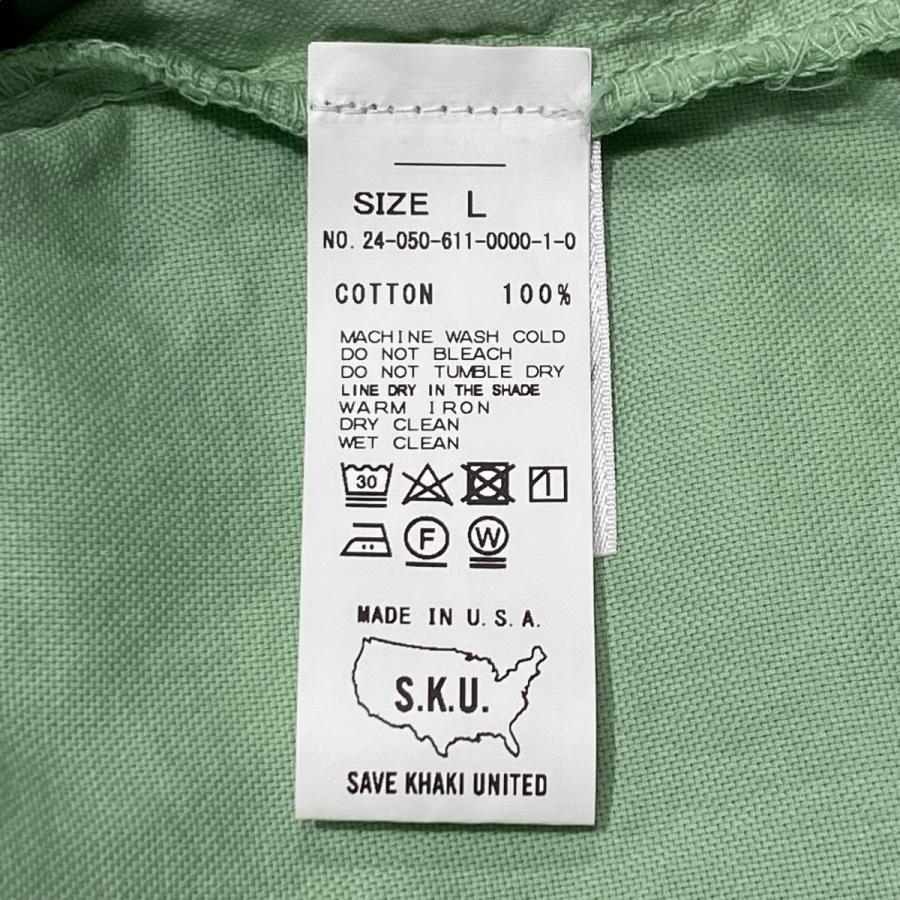 SIZE L
NO. 24-050-611-0000-1-0
COTTON 100%
MACHINE WASH COLD
DO NOT BLEACH
DO NOT TUMBLE DRY
LINE DRY IN THE SHADE
WARM IRON
DRY CLEAN
WET CLEAN
30
F W
MADE IN U.S.A.
S.K.U.
SAVE KHAKI UNITED